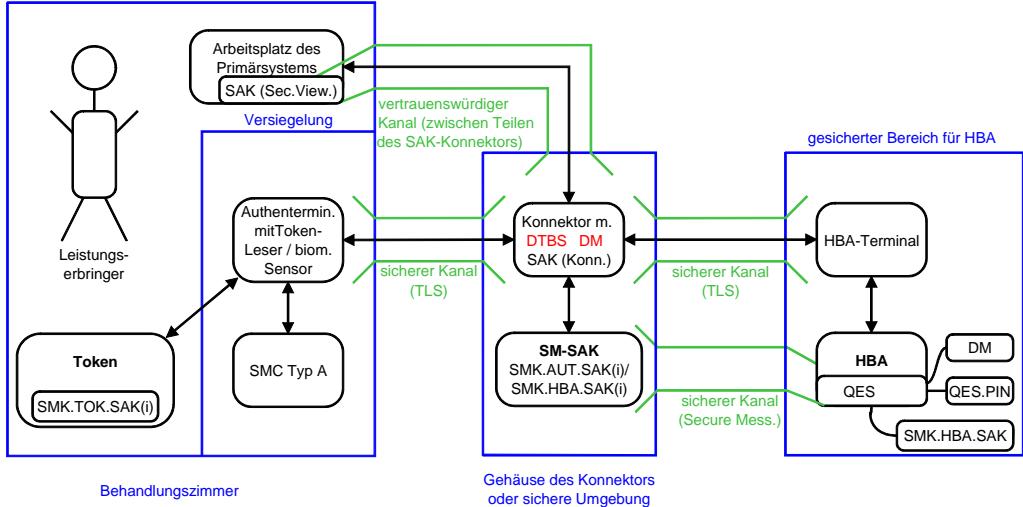 Arbeitsplatz des
Primärsystems
SAK (Sec.View.)
Versiegelung
vertrauenswürdiger
Kanal (zwischen Teilen
des SAK-Konnektors)
gesicherter Bereich für HBA
Leistungs-
erbringer
Authentermin.
mitToken-
Leser / biom.
Sensor
sicherer Kanal
(TLS)
Konnektor m.
DTBS DM
SAK (Konn.)
sicherer Kanal
(TLS)
HBA-Terminal
Token
SMK.TOK.SAK(i)
SMC Typ A
SM-SAK
SMK.AUT.SAK(i)/
SMK.HBA.SAK(i)
sicherer Kanal
(Secure Mess.)
HBA
QES
DM
QES.PIN
SMK.HBA.SAK
Behandlungszimmer
Gehäuse des Konnektors
oder sichere Umgebung